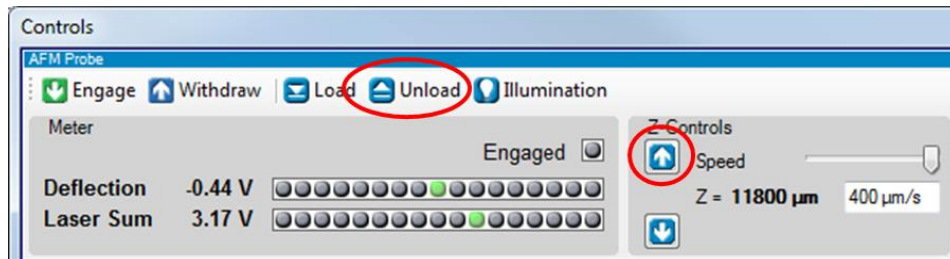 Controls
AFM Probe
Engage Withdraw Load Unload Illumination
Meter
Engaged
Deflection -0.44 V
Laser Sum 3.17 V
Z-Controls
Speed
Z = 11800 µm 400 µm/s